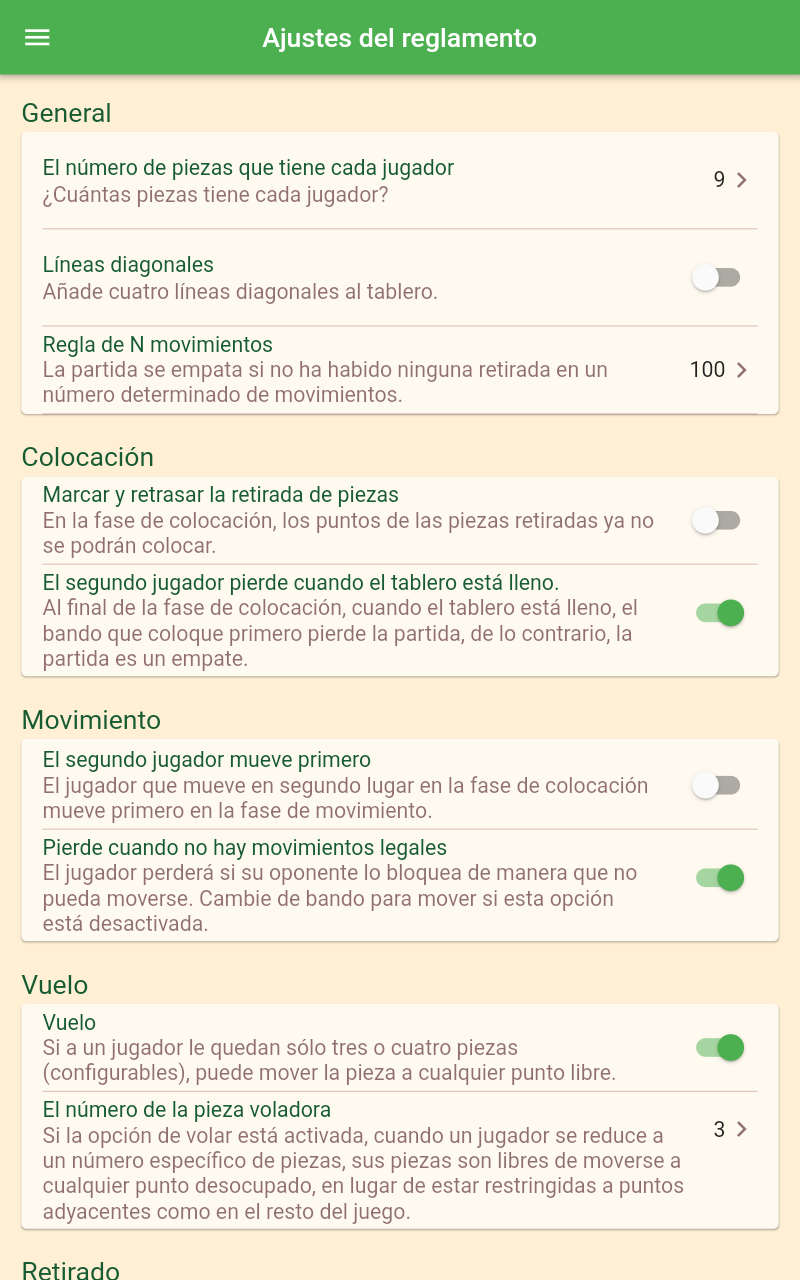 Ajustes del reglamento
General
El número de piezas que tiene cada jugador
¿Cuántas piezas tiene cada jugador?
9
Líneas diagonales
Añade cuatro líneas diagonales al tablero.
Regla de N movimientos
La partida se empata si no ha habido ninguna retirada en un
número determinado de movimientos.
100
Colocación
Marcar y retrasar la retirada de piezas
En la fase de colocación, los puntos de las piezas retiradas ya no
se podrán colocar.
El segundo jugador pierde cuando el tablero está lleno.
Al final de la fase de colocación, cuando el tablero está lleno, el
bando que coloque primero pierde la partida, de lo contrario, la
partida es un empate.
Movimiento
El segundo jugador mueve primero
El jugador que mueve en segundo lugar en la fase de colocación
mueve primero en la fase de movimiento.
Pierde cuando no hay movimientos legales
El jugador perderá si su oponente lo bloquea de manera que no
pueda moverse. Cambie de bando para mover si esta opción
está desactivada.
Vuelo
Vuelo
Si a un jugador le quedan sólo tres o cuatro piezas
(configurables), puede mover la pieza a cualquier punto libre.
El número de la pieza voladora
Si la opción de volar está activada, cuando un jugador se reduce a
un número específico de piezas, sus piezas son libres de moverse a
cualquier punto desocupado, en lugar de estar restringidas a puntos
adyacentes como en el resto del juego.
3
Retirado